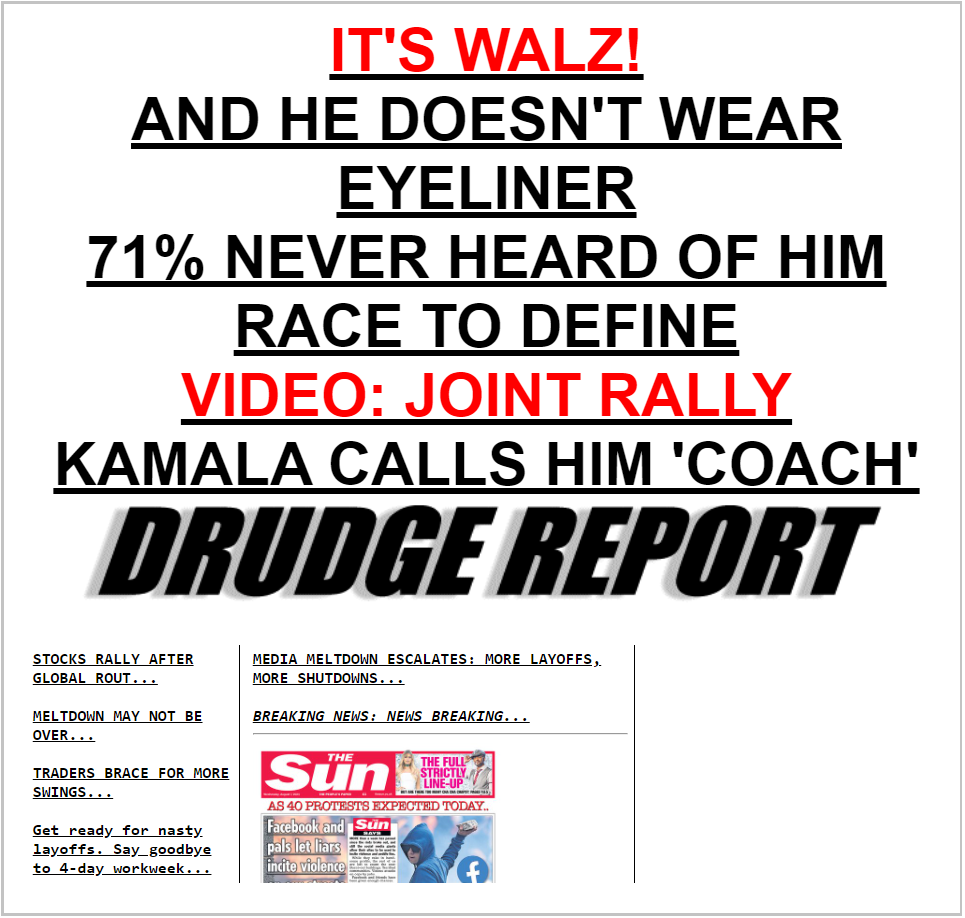 IT'S WALZ!
AND HE DOESN'T WEAR
EYELINER
71% NEVER HEARD OF HIM
RACE TO DEFINE
VIDEO: JOINT RALLY
KAMALA CALLS HIM 'COACH'
DRUDGE REPORT
STOCKS RALLY AFTER
GLOBAL ROUT...
MELTDOWN MAY NOT BE
OVER...
TRADERS BRACE FOR MORE
SWINGS...
Get ready for nasty
layoffs. Say goodbye
to 4-day workweek...
MEDIA MELTDOWN ESCALATES: MORE LAYOFFS,
MORE SHUTDOWNS...
BREAKING NEWS: NEWS BREAKING...
THE
Sun
THE FULL
STRICTLY
LINE-UP
AS 40 PROTESTS EXPECTED TODAY..
Facebook and
pals let liars
incite violence
THE
Sun
SAYS